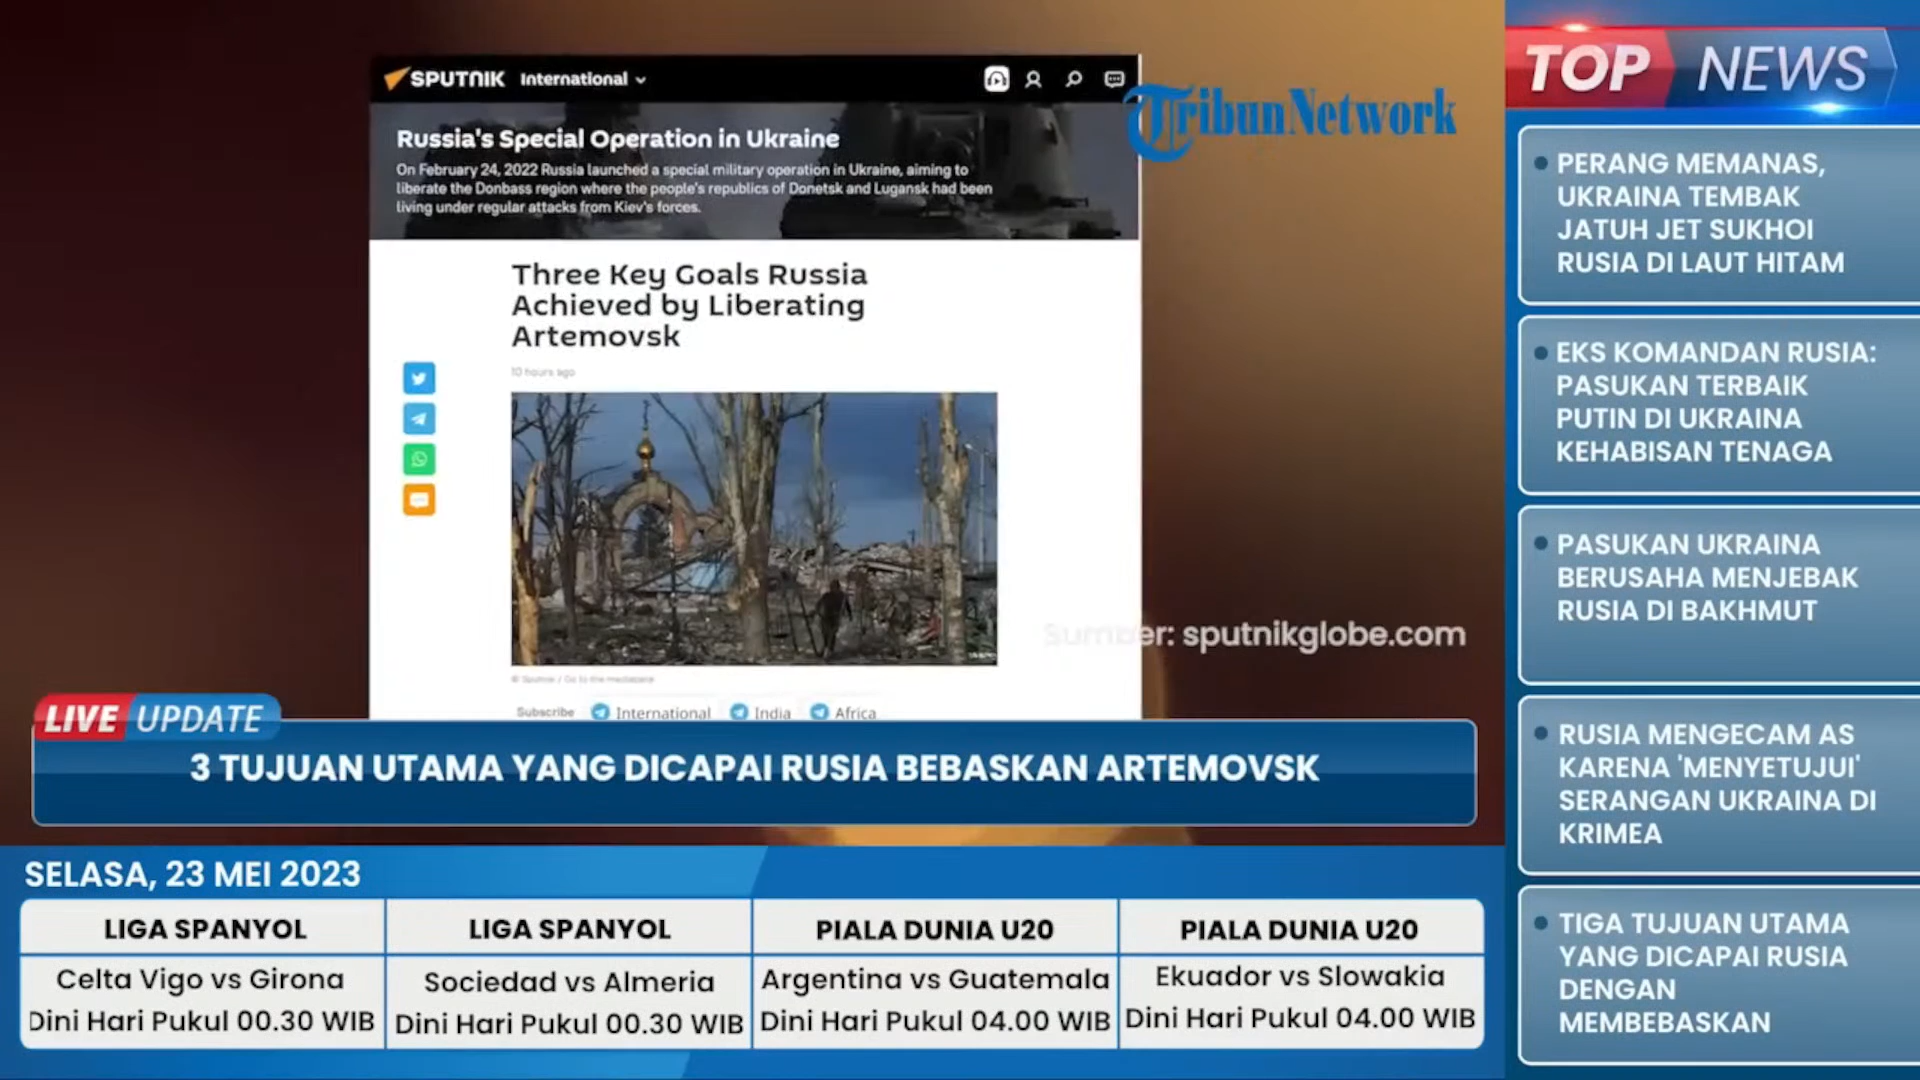 SPUTNIK International
TribunNetwork
Russia's Special Operation in Ukraine
On February 24, 2022 Russia launched a special military operation in Ukraine, aiming to
liberate the Donbass region where the people's republics of Donetsk and Lugansk had been
living under regular attacks from Kiev's forces.
Three Key Goals Russia
Achieved by Liberating
Artemovsk
10 hours ago
Sumber: sputnikglobe.com
© Sputnik / Go to the mediabank
Subscribe International India Africa
LIVE UPDATE
3 TUJUAN UTAMA YANG DICAPAI RUSIA BEBASKAN ARTEMOVSK
TOP NEWS
PERANG MEMANAS,
UKRAINA TEMBAK
JATUH JET SUKHOI
RUSIA DI LAUT HITAM
EKS KOMANDAN RUSIA:
PASUKAN TERBAIK
PUTIN DI UKRAINA
KEHABISAN TENAGA
PASUKAN UKRAINA
BERUSAHA MENJEBAK
RUSIA DI BAKHMUT
RUSIA MENGECAM AS
KARENA 'MENYETUJUI'
SERANGAN UKRAINA DI
KRIMEA
TIGA TUJUAN UTAMA
YANG DICAPAI RUSIA
DENGAN
MEMBEBASKAN
SELASA, 23 MEI 2023
LIGA SPANYOL
Celta Vigo vs Girona
Dini Hari Pukul 00.30 WIB
LIGA SPANYOL
Sociedad vs Almeria
Dini Hari Pukul 00.30 WIB
PIALA DUNIA U20
Argentina vs Guatemala
Dini Hari Pukul 04.00 WIB
PIALA DUNIA U20
Ekuador vs Slowakia
Dini Hari Pukul 04.00 WIB